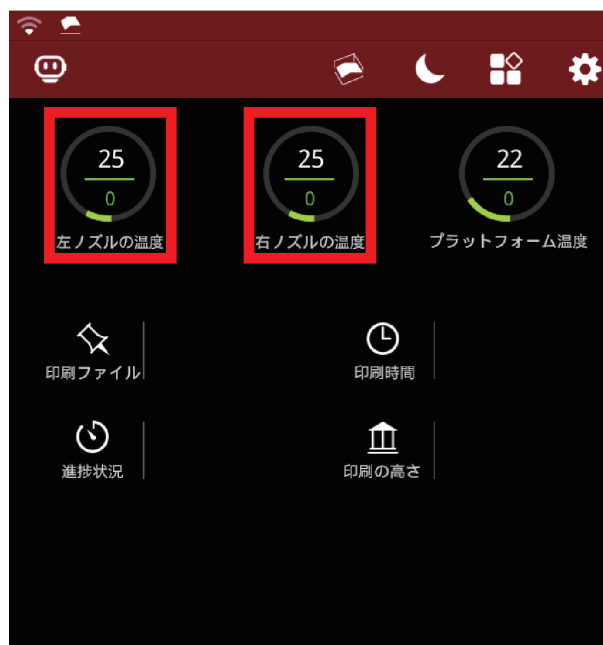 25
0
左ノズルの温度
25
0
右ノズルの温度
22
0
プラットフォーム温度
印刷ファイル
印刷時間
進捗状況
印刷の高さ